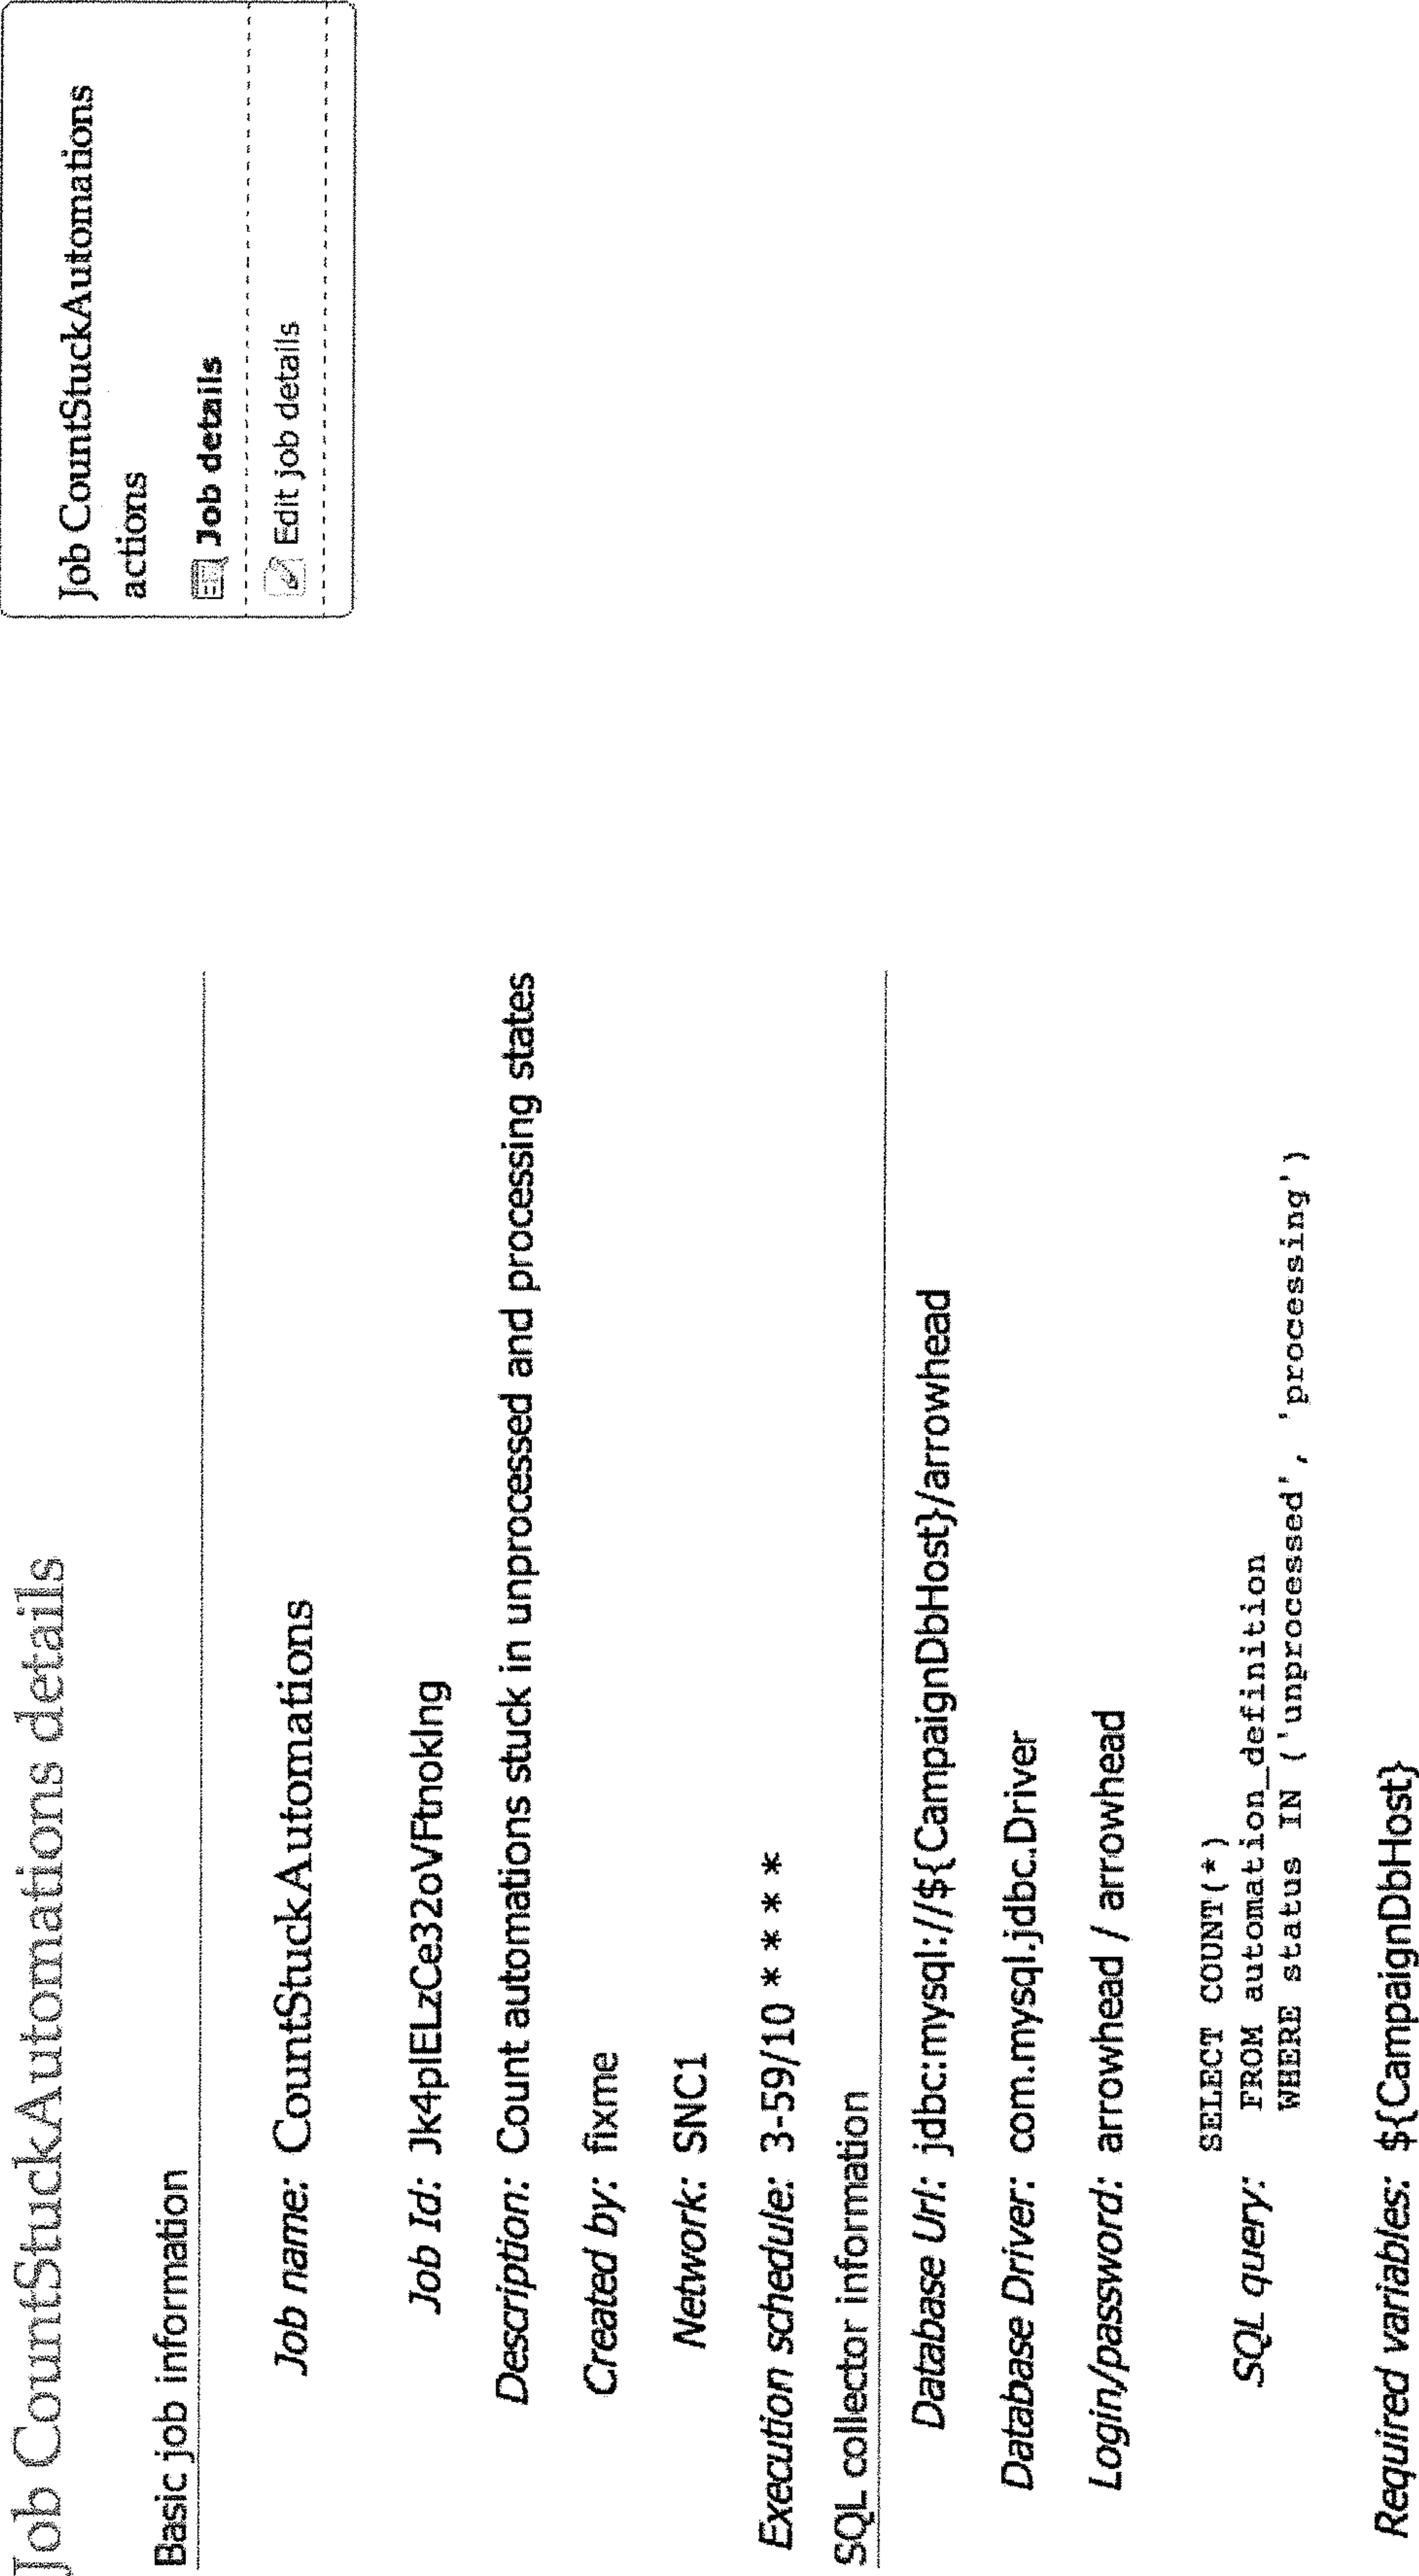 Job CountStuckAutomations details
Basic job information
Job name: CountStuckAutomations
Job Id: Jk4plELzCe32oVFtnoklng
Description: Count automations stuck in unprocessed and processing states
Created by: fixme
Network: SNC1
Execution schedule: 3-59/10 * * * *
SQL collector information
Database Url: jdbc:mysql://${CampaignDbHost}/arrowhead
Database Driver: com.mysql.jdbc.Driver
Login/password: arrowhead / arrowhead
SQL query: SELECT COUNT(*)
FROM automation_definition
WHERE status IN ('unprocessed', 'processing')
Required variables: ${CampaignDbHost}
Job CountStuckAutomations
actions
Job details
Edit job details